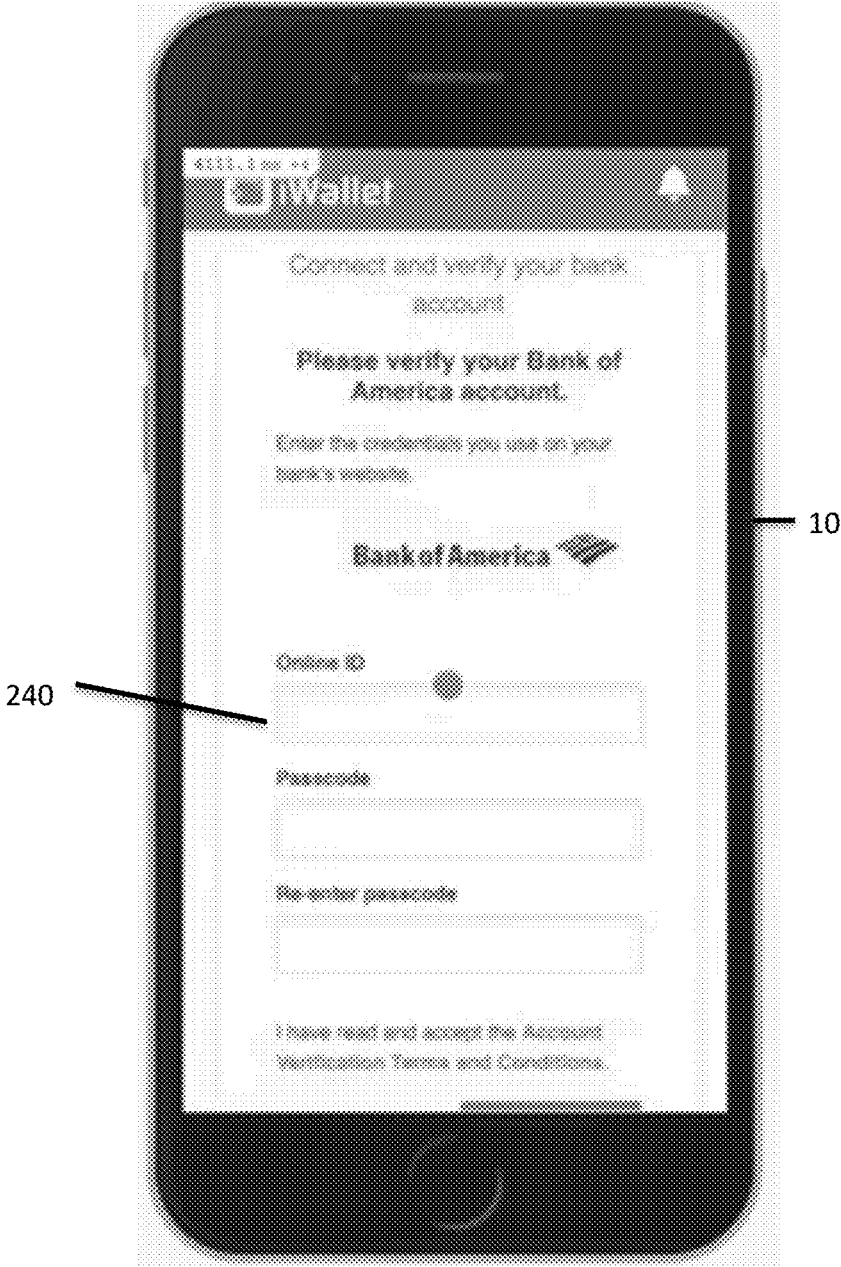 iWallet
Connect and verify your bank
account
Please verify your Bank of
America account.
Enter the credentials you use on your
bank's website.
Bank of America
10
Online ID
240
Passcode
Re-enter passcode
I have read and accept the Account
Verification Terms and Conditions.